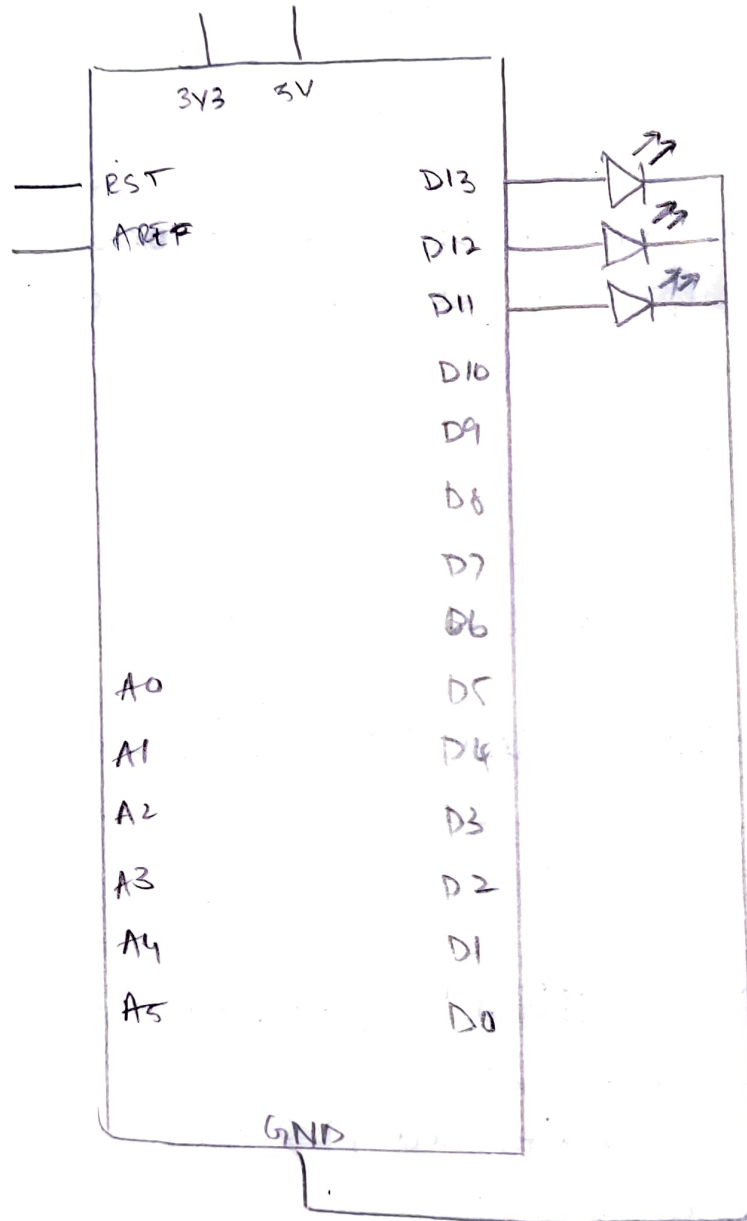 3V3 5V
RST D13
AREF D12
D11
D10
D9
D8
D7
D6
A0 D5
A1 D4
A2 D3
A3 D2
A4 D1
A5 D0
GND